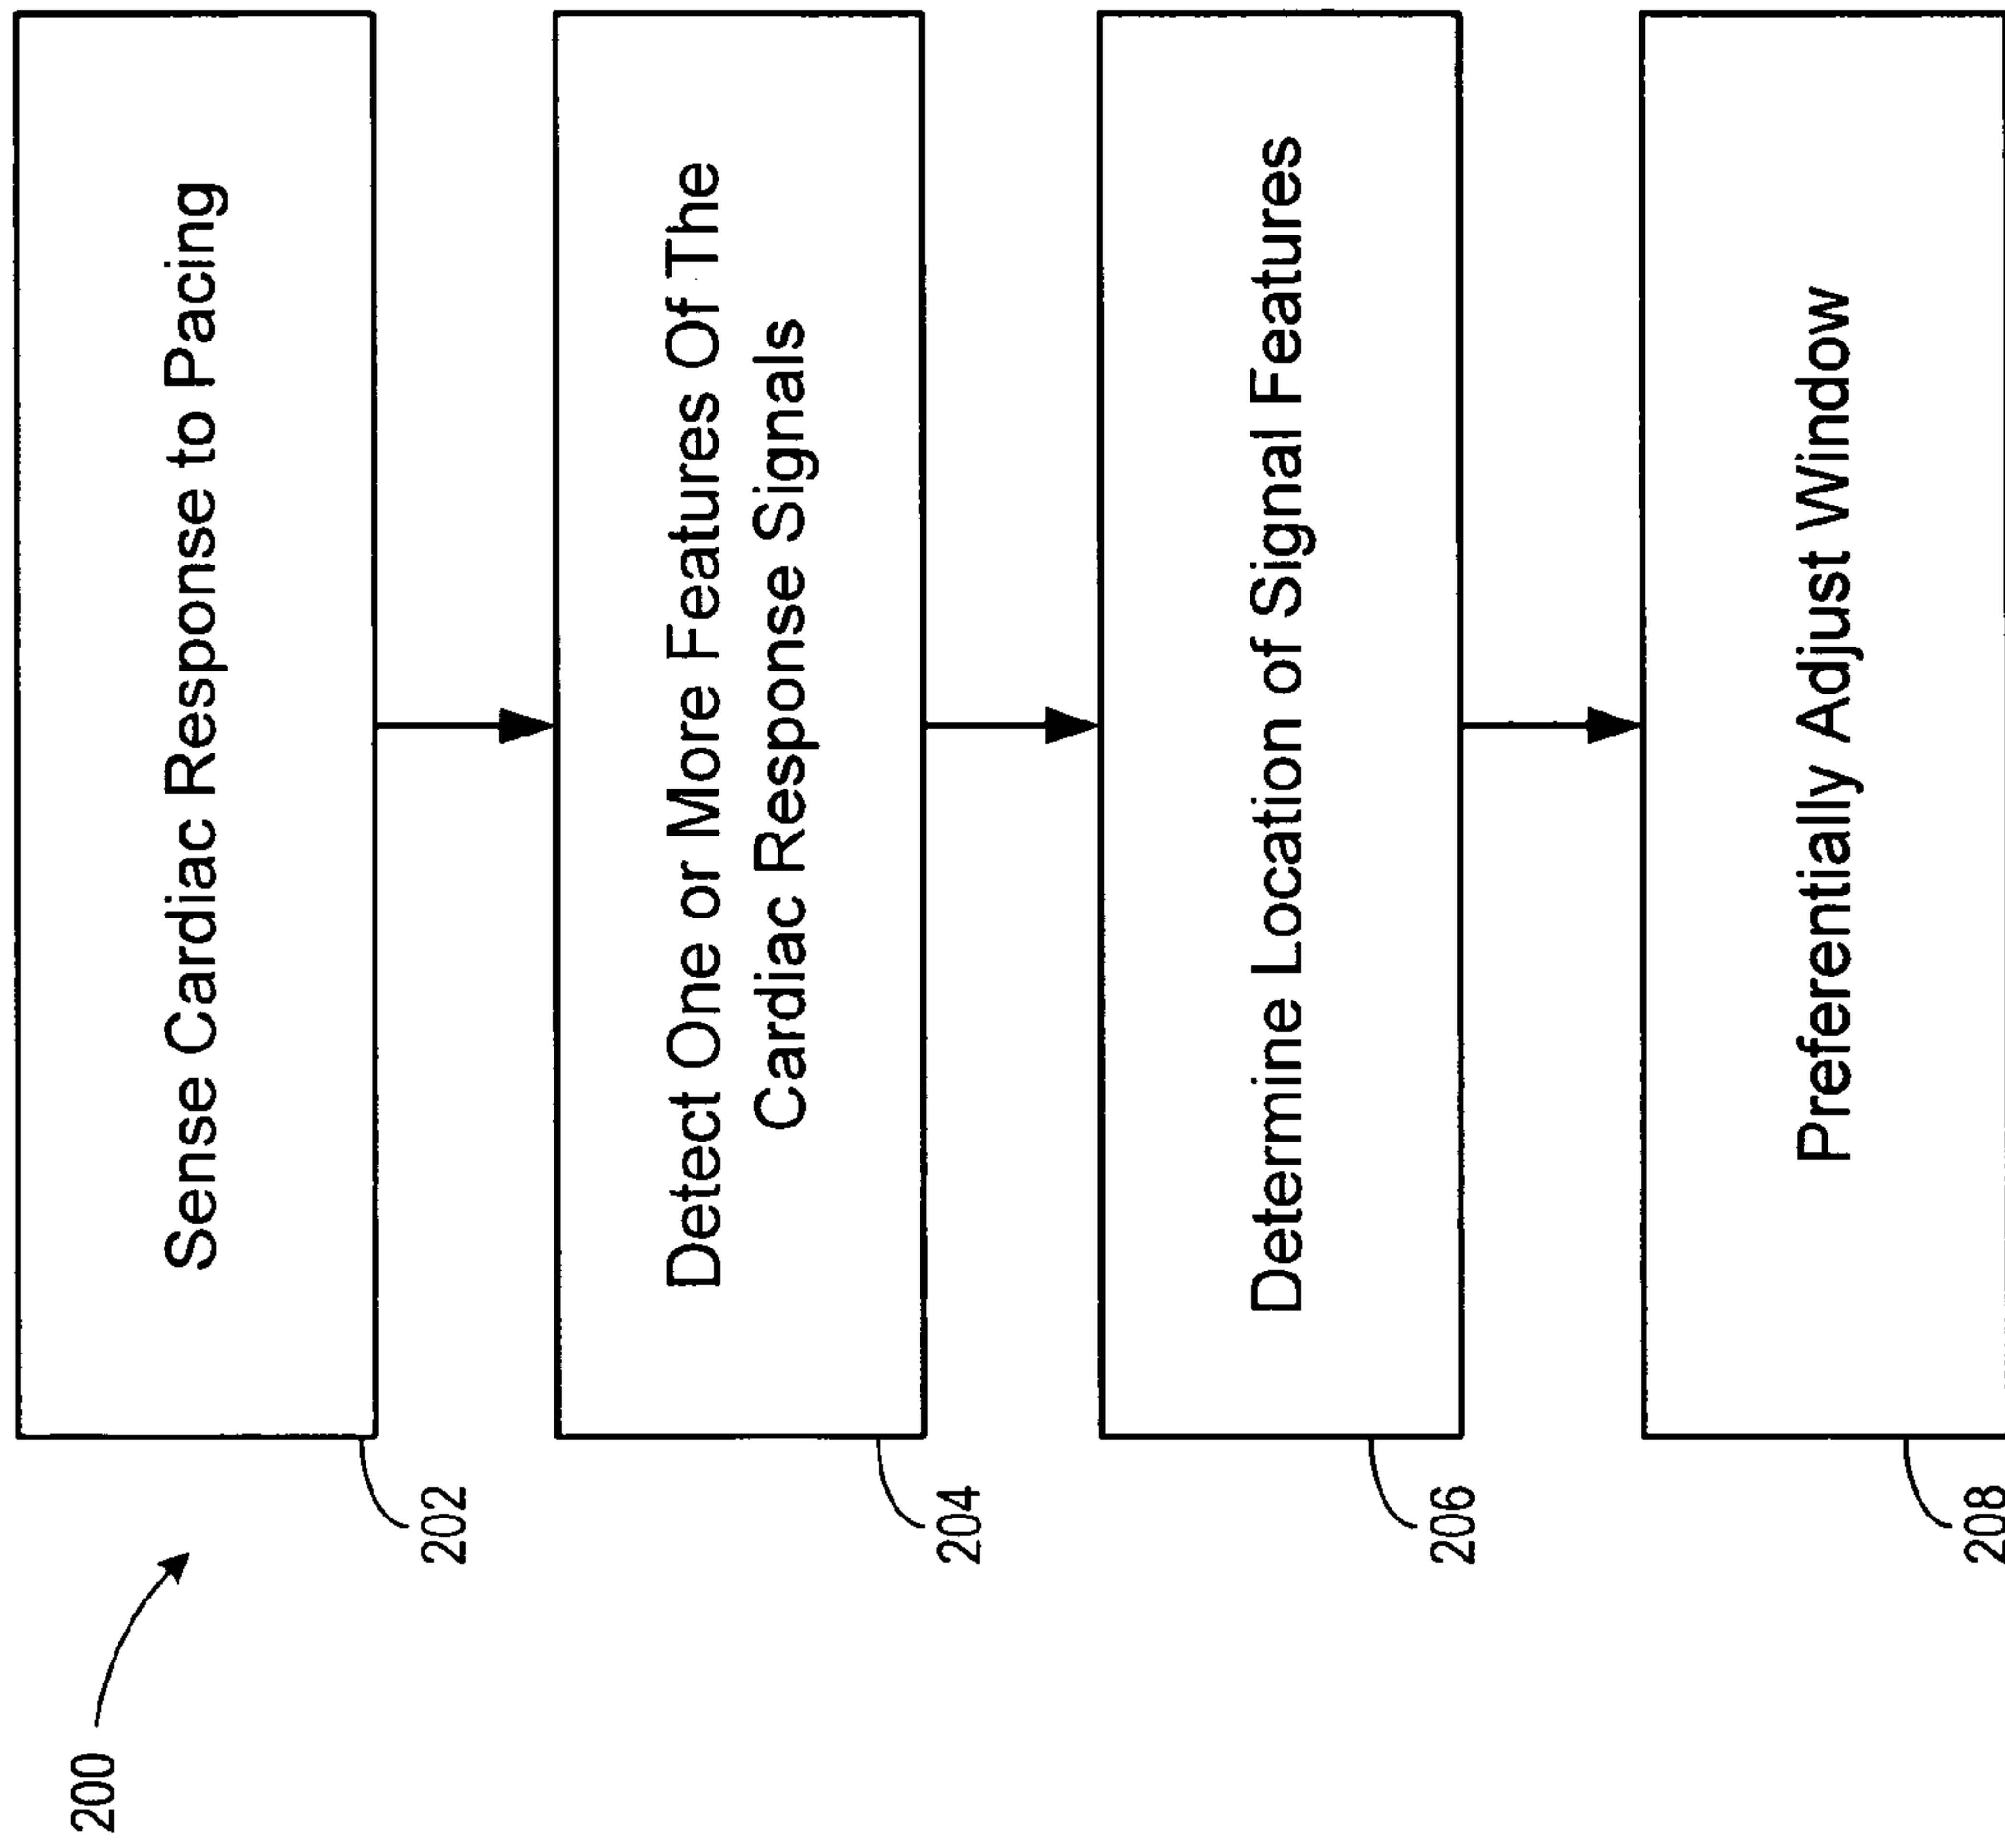 200
Sense Cardiac Response to Pacing
202
Detect One or More Features Of The
Cardiac Response Signals
204
Determine Location of Signal Features
206
Preferentially Adjust Window
208